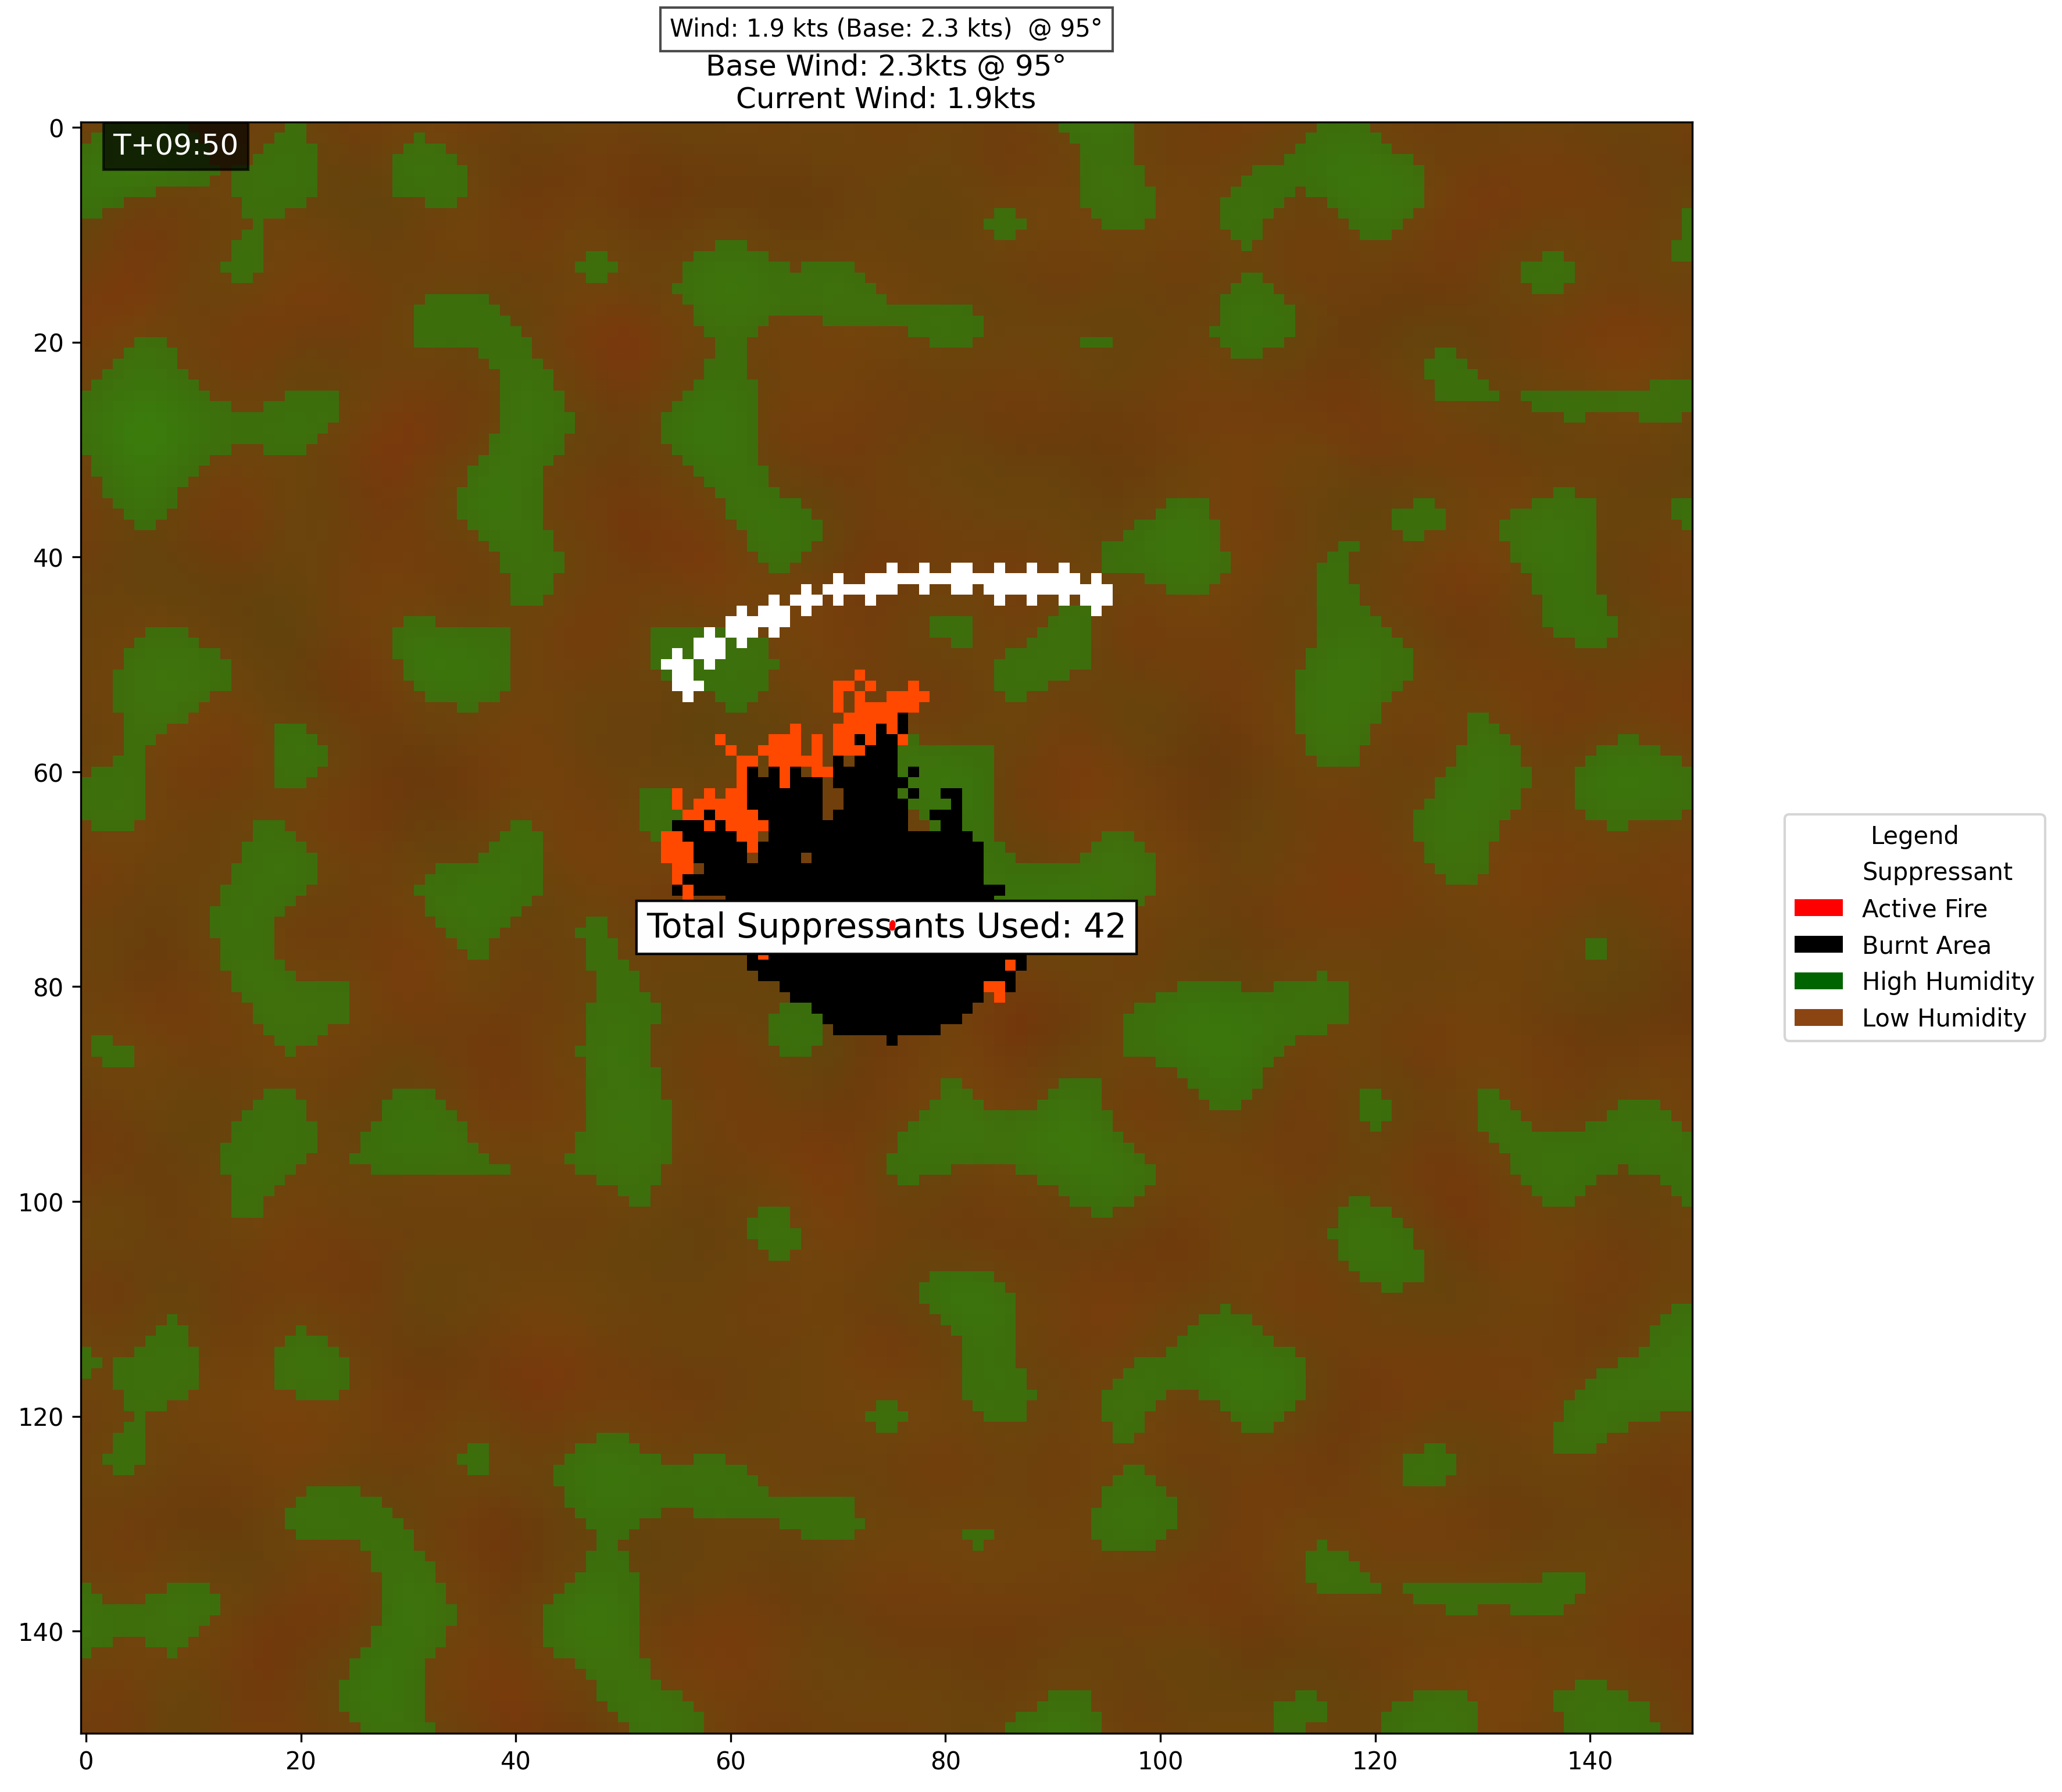 Wind: 1.9 kts (Base: 2.3 kts)  @ 95°
Base Wind: 2.3kts @ 95°
Current Wind: 1.9kts
T+09:50
0
20
40
60
80
100
120
140
Total Suppressants Used: 42
Legend
Suppressant
Active Fire
Burnt Area
High Humidity
Low Humidity
0 20 40 60 80 100 120 140